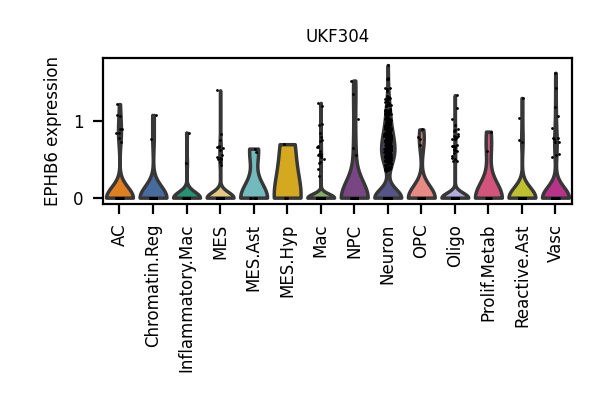 UKF304
EPHB6 expression
1
0
AC
Chromatin.Reg
Inflammatory.Mac
MES
MES.Ast
MES.Hyp
Mac
NPC
Neuron
OPC
Oligo
Prolif.Metab
Reactive.Ast
Vasc